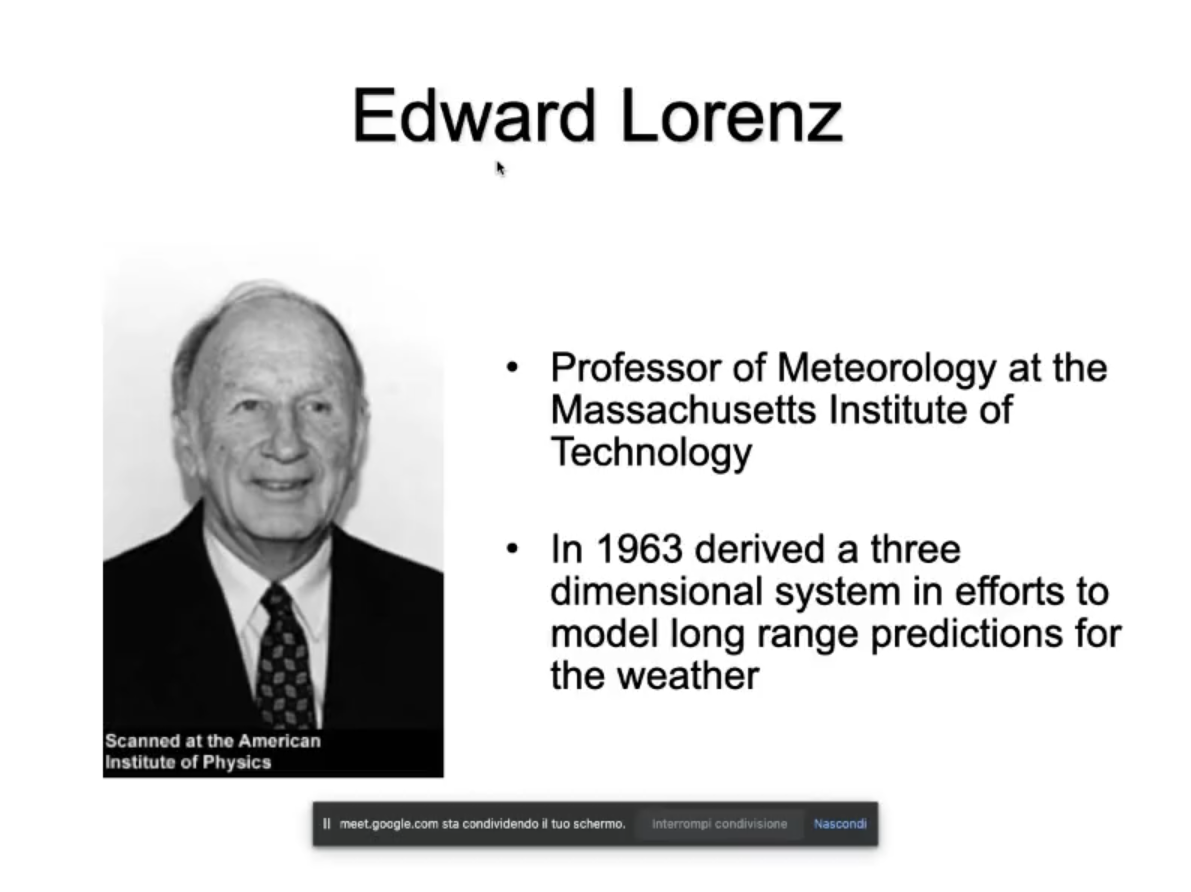 Edward Lorenz
• Professor of Meteorology at the
Massachusetts Institute of
Technology
• In 1963 derived a three
dimensional system in efforts to
model long range predictions for
the weather
Scanned at the American
Institute of Physics
meet.google.com sta condividendo il tuo schermo. Interrompi condivisione Nascondi